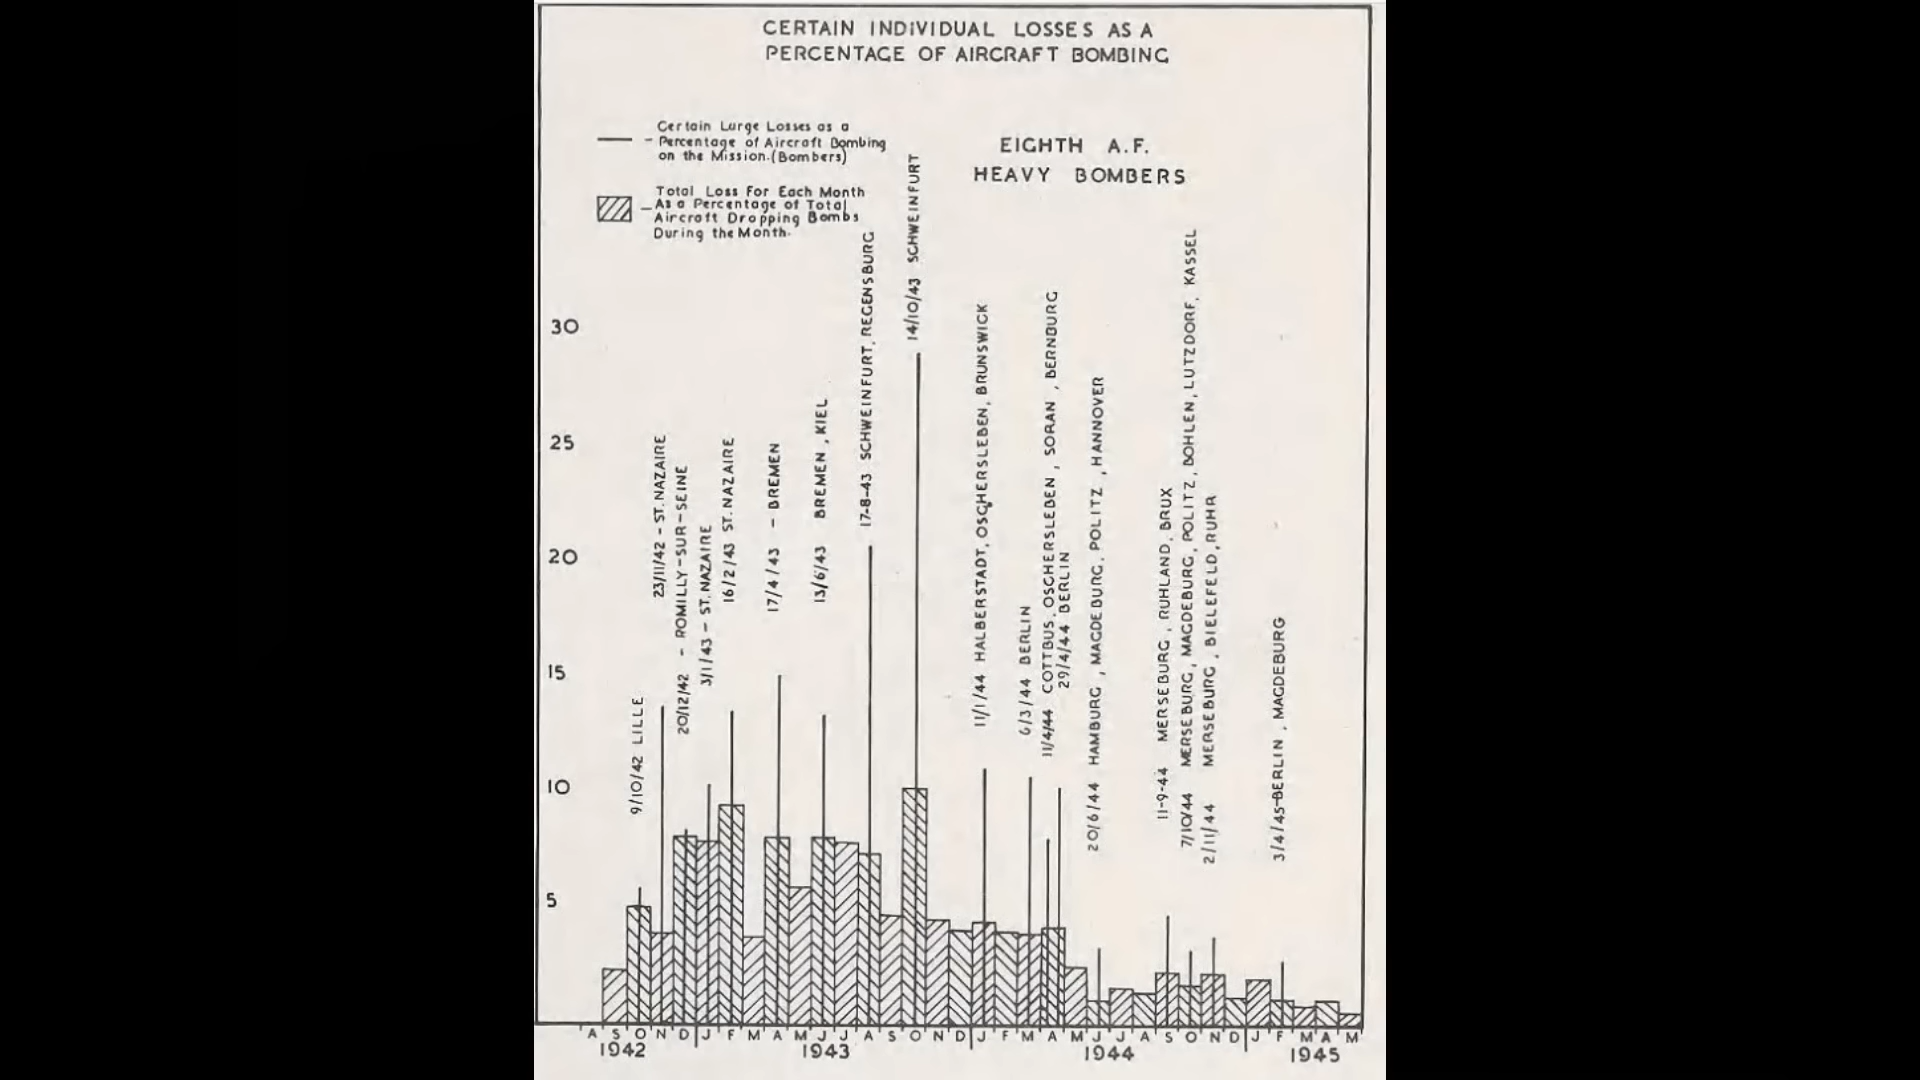 CERTAIN INDIVIDUAL LOSSES AS A
PERCENTAGE OF AIRCRAFT BOMBING
Certain Large Losses as a
- Percentage of Aircraft Bombing
on the Mission.(Bombers)
Total Loss For Each Month
- As a Percentage of Total
Aircraft Dropping Bombs
During the Month.
EIGHTH A.F.
HEAVY BOMBERS
30
25
20
15
10
5
9/10/42 LILLE
23/11/42 - ST. NAZAIRE
20/12/42 - ROMILLY-SUR-SEINE
3/1/43 - ST. NAZAIRE
16/2/43 ST. NAZAIRE
17/4/43 - BREMEN
13/6/43 BREMEN, KIEL
17-8-43 SCHWEINFURT, REGENSBURG
14/10/43 SCHWEINFURT
11/1/44 HALBERSTADT, OSCHERSLEBEN, BRUNSWICK
6/3/44 BERLIN
11/4/44 COTTBUS, OSCHERSLEBEN, SORAN, BERNBURG
29/4/44 BERLIN
20/6/44 HAMBURG, MAGDEBURG, POLITZ, HANNOVER
11-9-44 MERSEBURG, RUHLAND, BRUX
7/10/44 MERSEBURG, MAGDEBURG, POLITZ, BOHLEN, LUTZDORF, KASSEL
2/11/44 MERSEBURG, BIELEFELD, RUHR
3/4/45-BERLIN, MAGDEBURG
A S O N D J F M A M J J A S O N D J F M A M J J A S O N D J F M A M
1942 1943 1944 1945